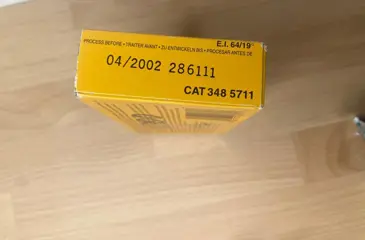 E.I. 64/19°
PROCESS BEFORE • TRAITER AVANT • ZU ENTWICKELN BIS • PROCESAR ANTES DE
04/2002 286111
CAT 348 5711